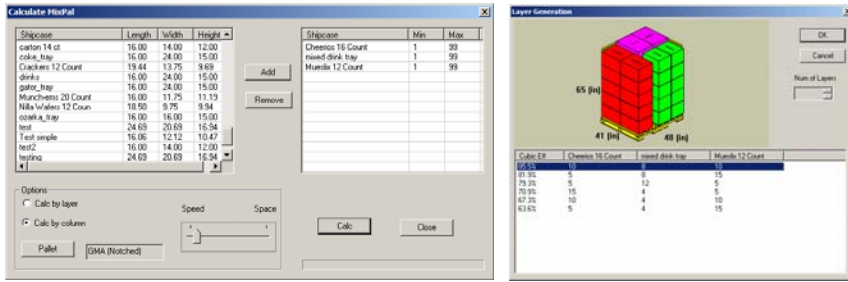 Calculate MixPal
Shipcase Length Width Height
carton 14 ct 16.00 14.00 12.00
coke_tray 16.00 24.00 15.00
Crackers 12 Count 19.44 13.75 9.69
drinks 16.00 24.00 15.00
gator_tray 16.00 24.00 15.00
Munchems 20 Count 16.00 11.75 11.19
Nilla Wafers 12 Coun 18.50 9.75 9.94
ozarka_tray 16.00 16.00 15.00
test 24.69 20.69 16.94
Test simple 16.06 12.12 10.47
test2 16.00 14.00 12.00
testing 24.69 20.69 16.94
Add
Remove
Shipcase Min Max
Cheerios 16 Count 1 99
mixed drink tray 1 99
Mueslix 12 Count 1 99
Options
Calc by layer
Calc by column
Pallet
GMA (Notched)
Speed Space
Calc
Close
Layer Generation
65 (in)
41 (in)
48 (in)
OK
Cancel
Num of Layers
Cubic Eff Cheerios 16 Count mixed drink tray Mueslix 12 Count
85.5% 10 8 10
81.9% 5 8 15
79.3% 5 12 5
70.9% 15 4 5
67.3% 10 4 10
63.6% 5 4 15